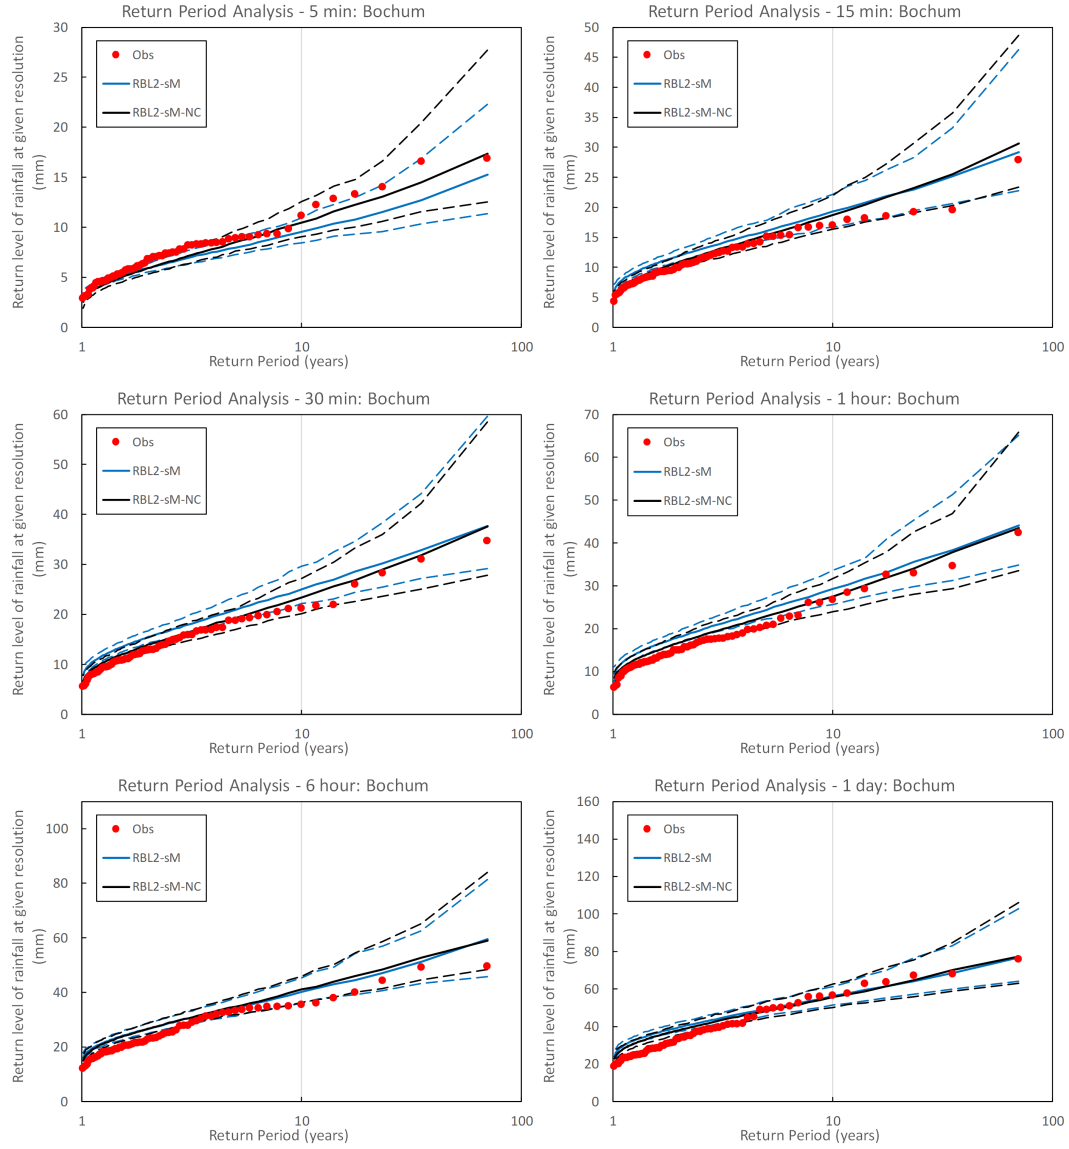 Return Period Analysis - 5 min: Bochum
Return level of rainfall at given resolution
(mm)
30
25
20
15
10
5
0
Obs
RBL2-sM
RBL2-sM-NC
1
10
100
Return Period (years)
Return Period Analysis - 15 min: Bochum
Return level of rainfall at given resolution
(mm)
50
45
40
35
30
25
20
15
10
5
0
Obs
RBL2-sM
RBL2-sM-NC
1
10
100
Return Period (years)
Return Period Analysis - 30 min: Bochum
Return level of rainfall at given resolution
(mm)
60
50
40
30
20
10
0
Obs
RBL2-sM
RBL2-sM-NC
1
10
100
Return Period (years)
Return Period Analysis - 1 hour: Bochum
Return level of rainfall at given resolution
(mm)
70
60
50
40
30
20
10
0
Obs
RBL2-sM
RBL2-sM-NC
1
10
100
Return Period (years)
Return Period Analysis - 6 hour: Bochum
Return level of rainfall at given resolution
(mm)
100
80
60
40
20
0
Obs
RBL2-sM
RBL2-sM-NC
1
10
100
Return Period (years)
Return Period Analysis - 1 day: Bochum
Return level of rainfall at given resolution
(mm)
160
140
120
100
80
60
40
20
0
Obs
RBL2-sM
RBL2-sM-NC
1
10
100
Return Period (years)